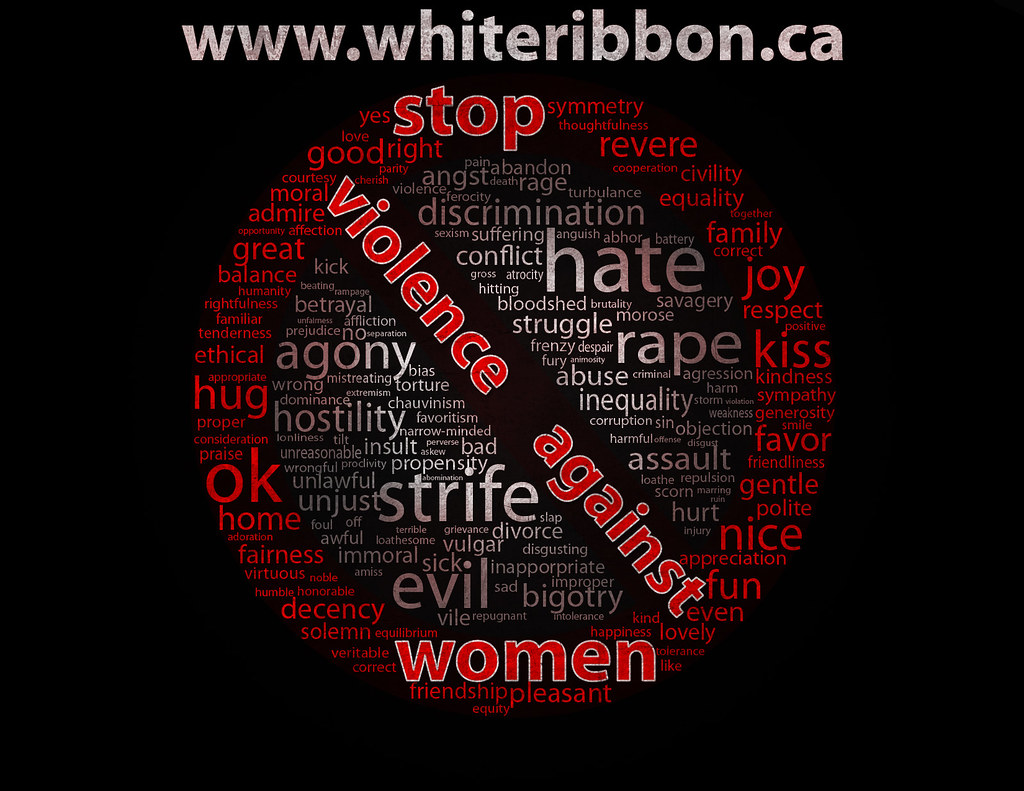 www.whiteribbon.ca
stop
yes
symmetry
thoughtfulness
love
good
right
revere
parity
pain
abandon
cooperation
civility
courtesy
cherish
angst
death
rage
moral
violence
ferocity
turbulance
equality
admire
discrimination
together
opportunity
affection
sexism
suffering
anguish
abhor
battery
family
great
conflict
hate
correct
balance
kick
gross
atrocity
joy
humanity
beating
rampage
hitting
rightfulness
betrayal
bloodshed
brutality
savagery
respect
familiar
unfairness
affliction
struggle
morose
positive
tenderness
prejudice
no
separation
violence
frenzy
despair
rape
kiss
ethical
agony
fury
animosity
appropriate
bias
abuse
criminal
agression
kindness
hug
wrong
mistreating
torture
harm
sympathy
dominance
extremism
chauvinism
inequality
storm
violation
proper
hostility
favoritism
weakness
generosity
consideration
narrow-minded
corruption
sin
objection
smile
lonliness
tilt
insult
perverse
bad
harmful
offense
disgust
favor
praise
unreasonable
askew
against
assault
friendliness
wrongful
prodivity
propensity
ok
unlawful
abomination
loathe
repulsion
gentle
unjust
strife
scorn
marring
ruin
polite
home
foul
off
slap
hurt
nice
adoration
awful
terrible
grievance
divorce
injury
loathesome
vulgar
disgusting
fairness
immoral
sick
inapporpriate
appreciation
virtuous
noble
amiss
evil
sad
improper
fun
humble
honorable
bigotry
decency
vile
repugnant
intolerance
kind
even
solemn
equilibrium
women
happiness
lovely
veritable
tolerance
correct
like
friendship
pleasant
equity